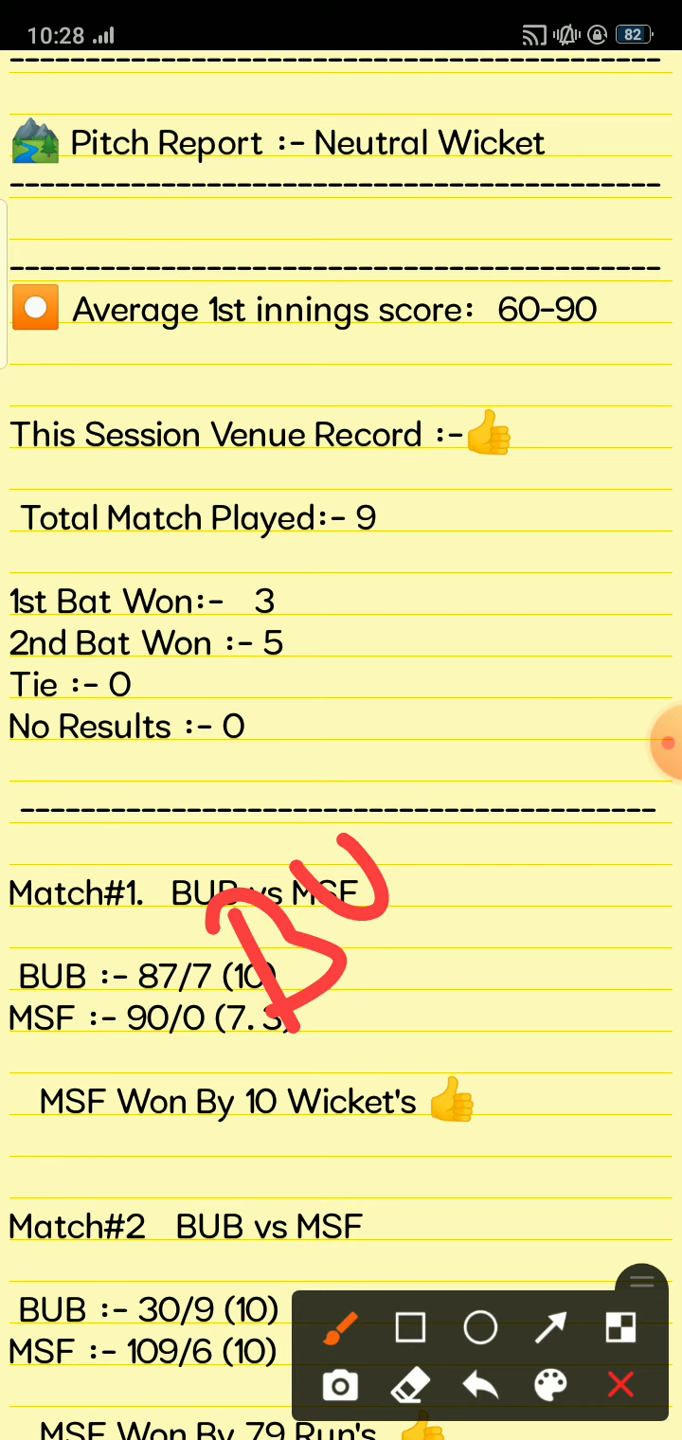 10:28
82
Pitch Report :- Neutral Wicket
Average 1st innings score: 60-90
This Session Venue Record :-👍
Total Match Played:- 9
1st Bat Won:- 3
2nd Bat Won :- 5
Tie :- 0
No Results :- 0
Match#1. BUB vs MSF
BU
BUB :- 87/7 (10)
MSF :- 90/0 (7. 3)
MSF Won By 10 Wicket's 👍
Match#2 BUB vs MSF
BUB :- 30/9 (10)
MSF :- 109/6 (10)
MSF Won By 79 Run's 👍